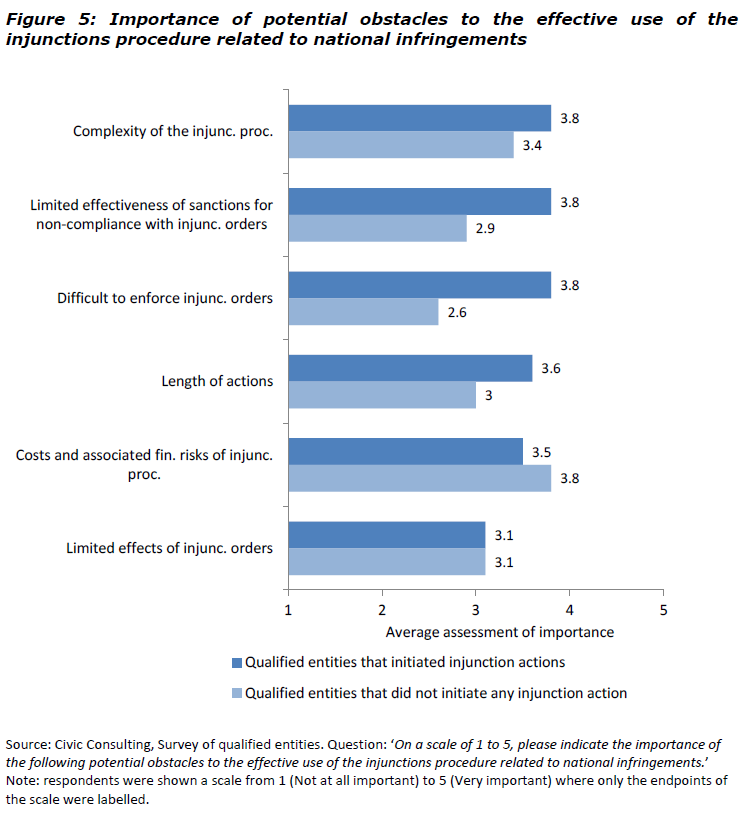 Figure 5: Importance of potential obstacles to the effective use of the
injunctions procedure related to national infringements
Complexity of the injunc. proc.
3.8
3.4
Limited effectiveness of sanctions for
non-compliance with injunc. orders
3.8
2.9
Difficult to enforce injunc. orders
3.8
2.6
Length of actions
3.6
3
Costs and associated fin. risks of injunc.
proc.
3.5
3.8
Limited effects of injunc. orders
3.1
3.1
1 2 3 4 5
Average assessment of importance
Qualified entities that initiated injunction actions
Qualified entities that did not initiate any injunction action
Source: Civic Consulting, Survey of qualified entities. Question: ‘On a scale of 1 to 5, please indicate the importance of
the following potential obstacles to the effective use of the injunctions procedure related to national infringements.’
Note: respondents were shown a scale from 1 (Not at all important) to 5 (Very important) where only the endpoints of
the scale were labelled.